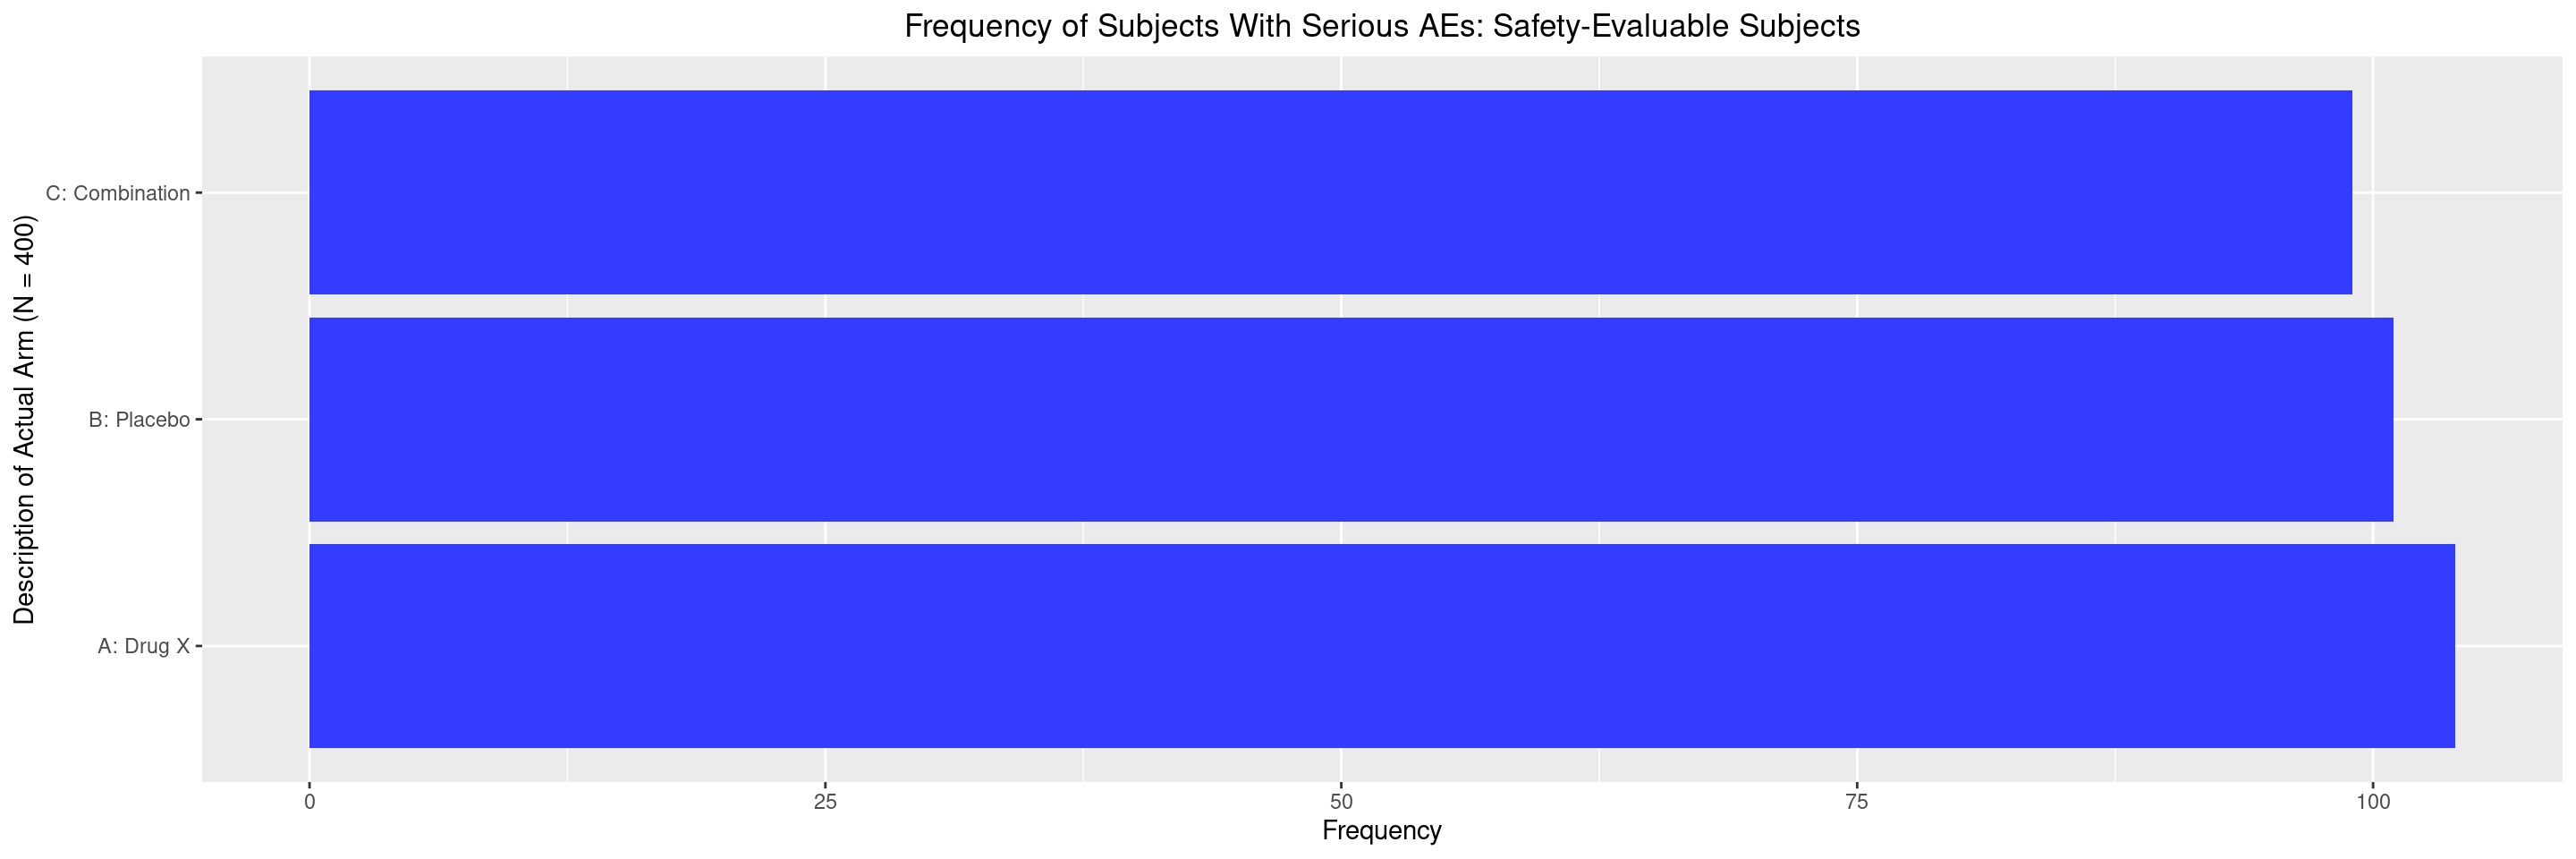 Frequency of Subjects With Serious AEs: Safety-Evaluable Subjects
Description of Actual Arm (N = 400)
C: Combination
B: Placebo
A: Drug X
0 25 50 75 100
Frequency